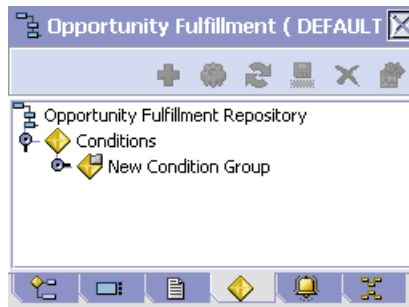 Opportunity Fulfillment ( DEFAULT
Opportunity Fulfillment Repository
Conditions
New Condition Group